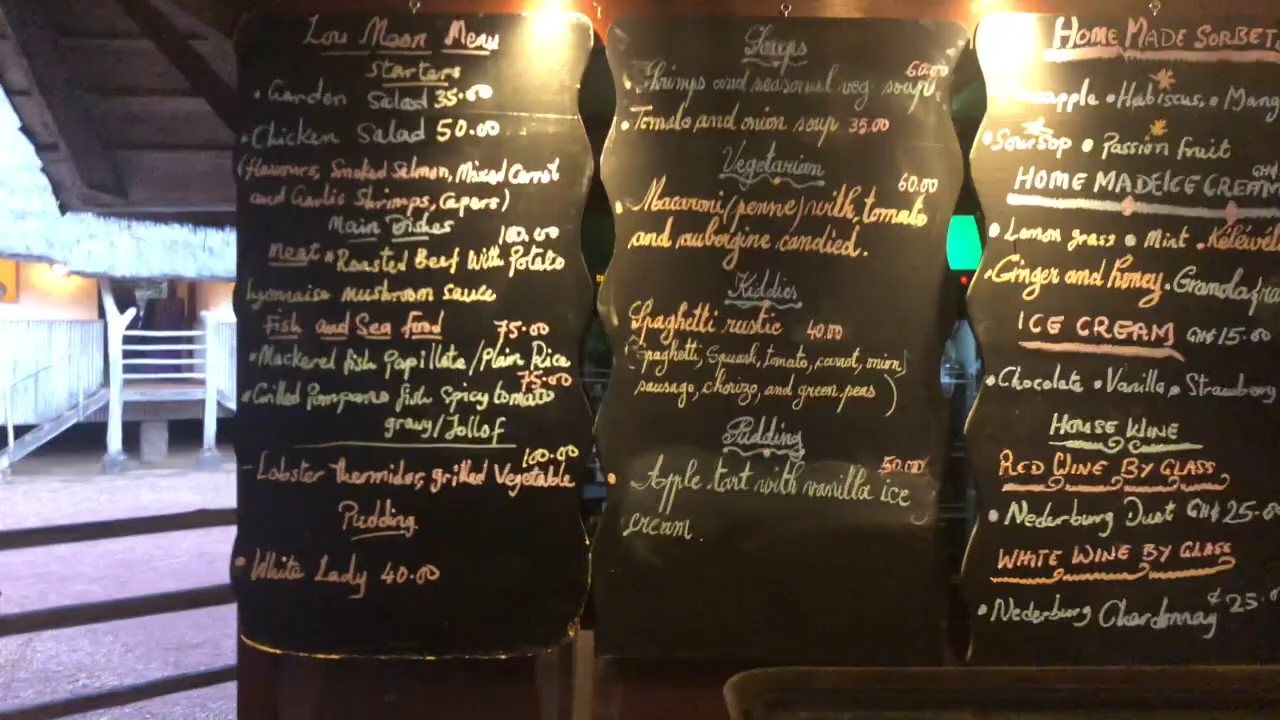 Lou Moon Menu
Starters
• Garden Salad 35.00
• Chicken Salad 50.00
(flavours, Smoked Salmon, Mixed Carrot
and Garlic Shrimps, Capers)
Main Dishes
100.00
Meat • Roasted Beef With Potato
lyonnaise mushroom sauce
Fish and Sea food 75.00
• Mackerel fish Papillote/Plain Rice
75.00
• Grilled Pompano fish Spicy tomato
gravy/Jollof
100.00
- Lobster thermidor, grilled Vegetable
Pudding
• White Lady 40.00
Soups
60.00
Shrimps and seasonal veg soup
• Tomato and onion soup 35.00
Vegetarian
60.00
• Macaroni (penne) with tomato
and aubergine candied.
Kiddies
Spaghetti rustic 40.00
(Spaghetti, Squash, tomato, carrot, onion
sausage, chorizo, and green peas)
Pudding
50.00
• Apple tart with vanilla ice
cream.
HOME MADE SORBET
• Habiscus, • Mang
• Soursop • Passion fruit
GH¢
HOME MADE ICE CREAM
• Lemon grass • Mint •
• Ginger and honey •
ICE CREAM GH¢15.00
• Chocolate • Vanilla • Strawberry
HOUSE WINE
RED WINE BY GLASS
• Nederburg Duet GH¢ 25.0
WHITE WINE BY GLASS
• Nederburg Chardonnay ¢ 25.